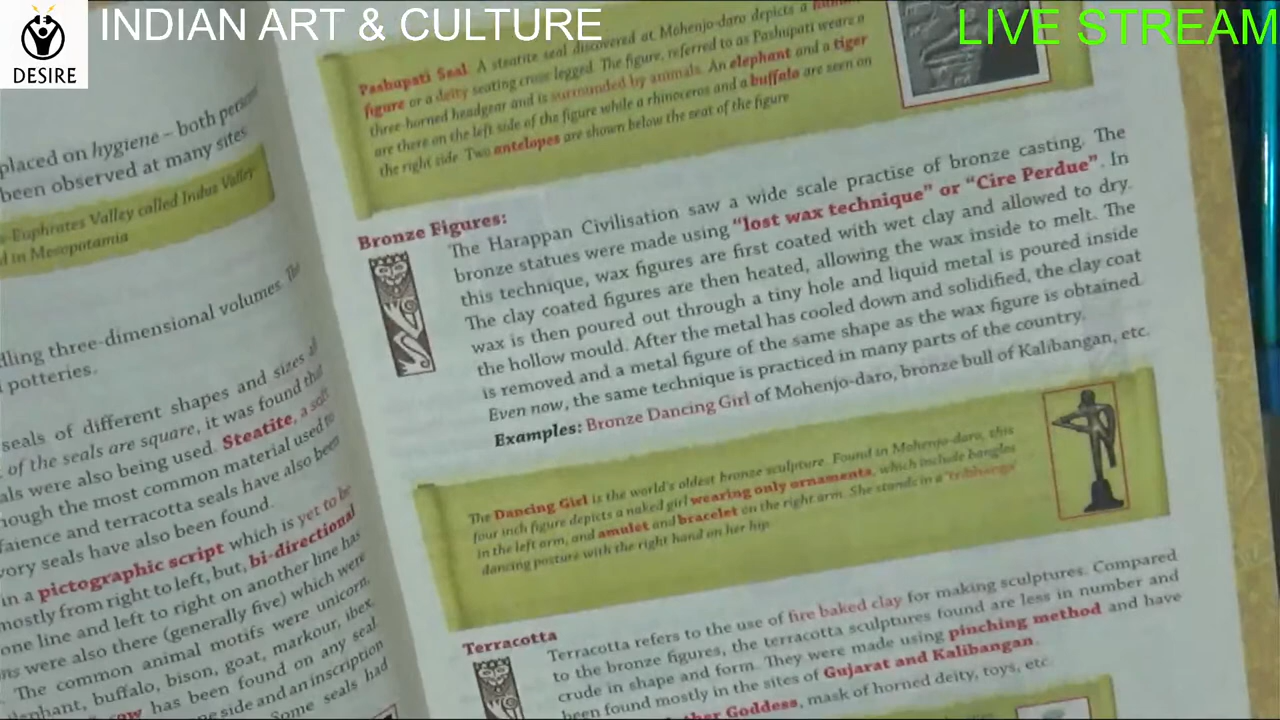 INDIAN ART & CULTURE
LIVE STREAM
DESIRE
placed on hygiene – both
been observed at many sites.
-Euphrates Valley called Indus Valley
d in Mesopotamia
three-dimensional volumes. The
potteries.
seals of different shapes and sizes
of the seals are square, it was found that
als were also being used. Steatite, a soft
hough the most common material used to
faience and terracotta seals have also been
vory seals have also been found.
in a pictographic script which is yet to be
mostly from right to left, but, bi-directional
one line and left to right on another line has
ns were also there (generally five) which were
The common animal motifs were unicorn,
elephant, buffalo, bison, goat, markour, ibex,
has been found on any seal.
side and an inscription
Some seals had
Pashupati Seal: A steatite seal discovered at Mohenjo-daro depicts a
figure or a deity seating cross legged. The figure, referred to as Pashupati wears a
three-horned headgear and is surrounded by animals. An elephant and a tiger
are there on the left side of the figure while a rhinoceros and a buffalo are seen on
the right side. Two antelopes are shown below the seat of the figure
Bronze Figures:
The Harappan Civilisation saw a wide scale practise of bronze casting. The
bronze statues were made using “lost wax technique” or “Cire Perdue”. In
this technique, wax figures are first coated with wet clay and allowed to dry.
The clay coated figures are then heated, allowing the wax inside to melt. The
wax is then poured out through a tiny hole and liquid metal is poured inside
the hollow mould. After the metal has cooled down and solidified, the clay coat
is removed and a metal figure of the same shape as the wax figure is obtained.
Even now, the same technique is practiced in many parts of the country.
Examples: Bronze Dancing Girl of Mohenjo-daro, bronze bull of Kalibangan, etc.
The Dancing Girl is the world's oldest bronze sculpture. Found in Mohenjo-daro, this
four inch figure depicts a naked girl wearing only ornaments, which include bangles
in the left arm, and amulet and bracelet on the right arm. She stands in a 'tribhanga'
dancing posture with the right hand on her hip.
Terracotta
Terracotta refers to the use of fire baked clay for making sculptures. Compared
to the bronze figures, the terracotta sculptures found are less in number and
crude in shape and form. They were made using pinching method and have
been found mostly in the sites of Gujarat and Kalibangan.
Goddess, mask of horned deity, toys, etc.